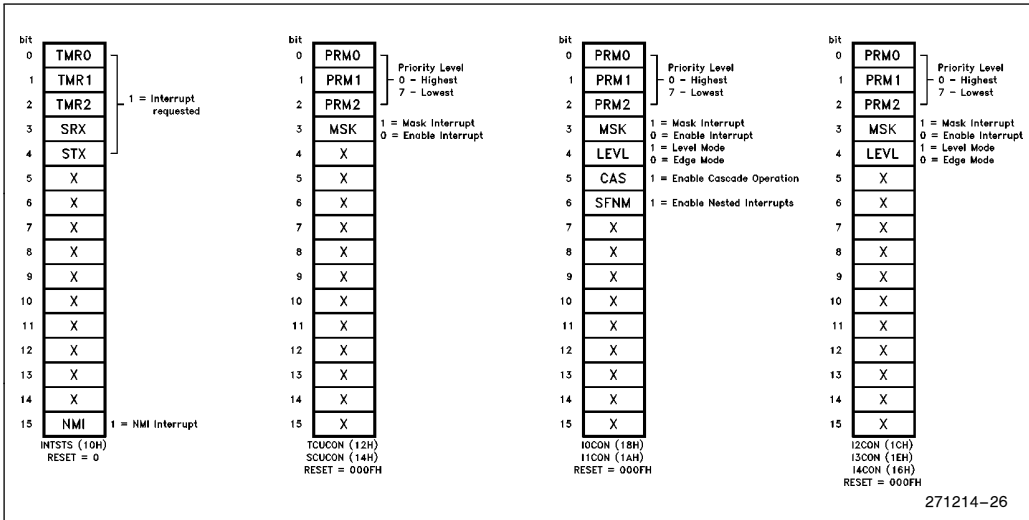 bit
0 TMR0
1 TMR1
2 TMR2
3 SRX
4 STX
5 X
6 X
7 X
8 X
9 X
10 X
11 X
12 X
13 X
14 X
15 NMI
1 = Interrupt
requested
1 = NMI Interrupt
INTSTS (10H)
RESET = 0
bit
0 PRM0
1 PRM1
2 PRM2
3 MSK
4 X
5 X
6 X
7 X
8 X
9 X
10 X
11 X
12 X
13 X
14 X
15 X
Priority Level
0 - Highest
7 - Lowest
1 = Mask Interrupt
0 = Enable Interrupt
TCUCON (12H)
SCUCON (14H)
RESET = 000FH
bit
0 PRM0
1 PRM1
2 PRM2
3 MSK
4 LEVL
5 CAS
6 SFNM
7 X
8 X
9 X
10 X
11 X
12 X
13 X
14 X
15 X
Priority Level
0 - Highest
7 - Lowest
1 = Mask Interrupt
0 = Enable Interrupt
1 = Level Mode
0 = Edge Mode
1 = Enable Cascade Operation
1 = Enable Nested Interrupts
I0CON (18H)
I1CON (1AH)
RESET = 000FH
bit
0 PRM0
1 PRM1
2 PRM2
3 MSK
4 LEVL
5 X
6 X
7 X
8 X
9 X
10 X
11 X
12 X
13 X
14 X
15 X
Priority Level
0 - Highest
7 - Lowest
1 = Mask Interrupt
0 = Enable Interrupt
1 = Level Mode
0 = Edge Mode
I2CON (1CH)
I3CON (1EH)
I4CON (16H)
RESET = 000FH
271214-26